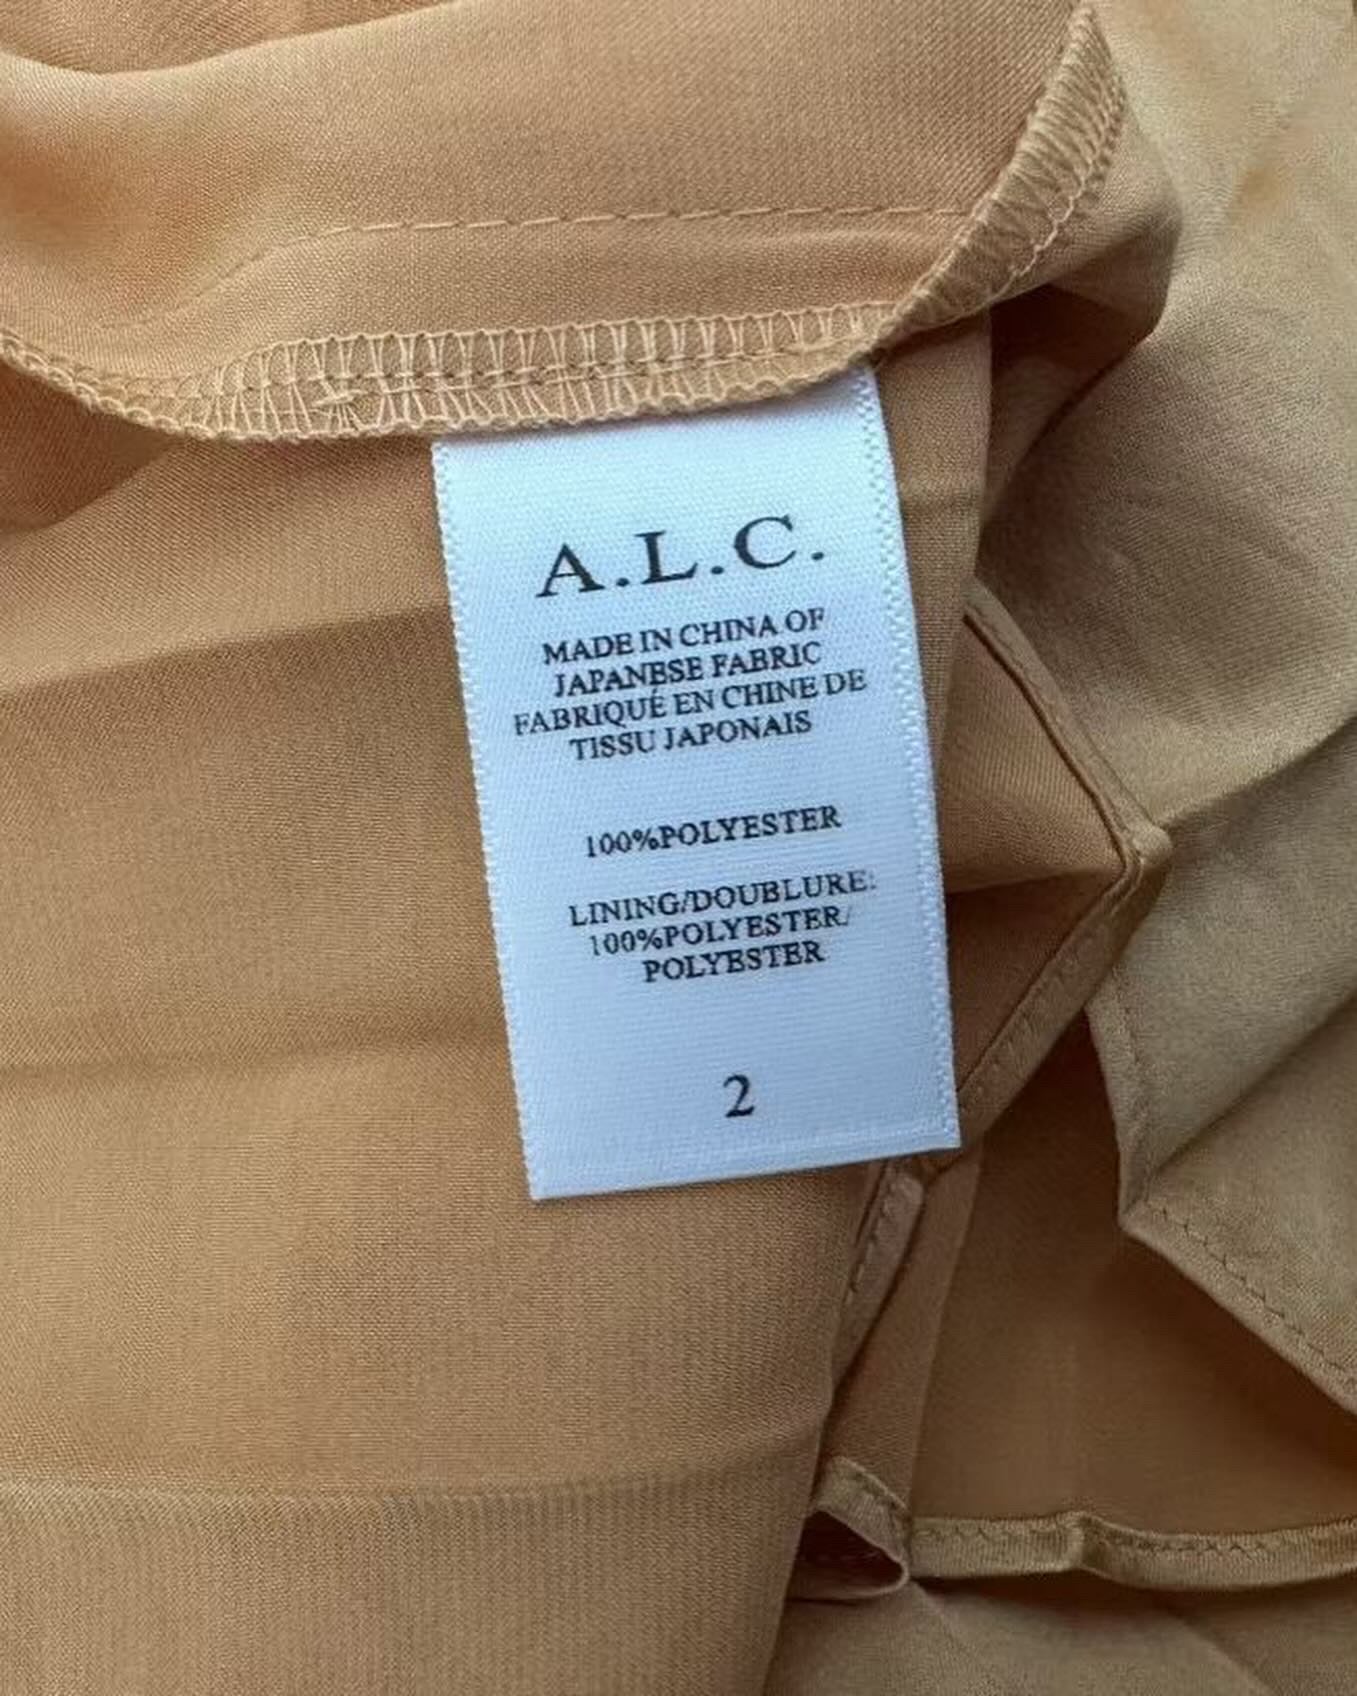 A.L.C.
MADE IN CHINA OF
JAPANESE FABRIC
FABRIQUÉ EN CHINE DE
TISSU JAPONAIS
100%POLYESTER
LINING/DOUBLURE:
100%POLYESTER/
POLYESTER
2